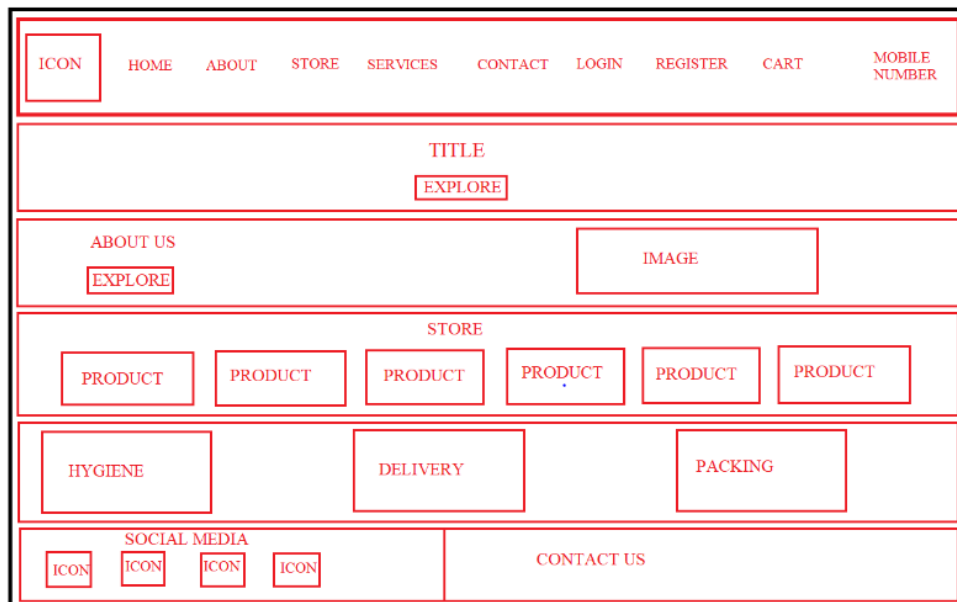 ICON HOME ABOUT STORE SERVICES CONTACT LOGIN REGISTER CART MOBILE NUMBER
TITLE
EXPLORE
ABOUT US
EXPLORE
IMAGE
STORE
PRODUCT PRODUCT PRODUCT PRODUCT PRODUCT PRODUCT
HYGIENE DELIVERY PACKING
SOCIAL MEDIA
ICON ICON ICON ICON
CONTACT US